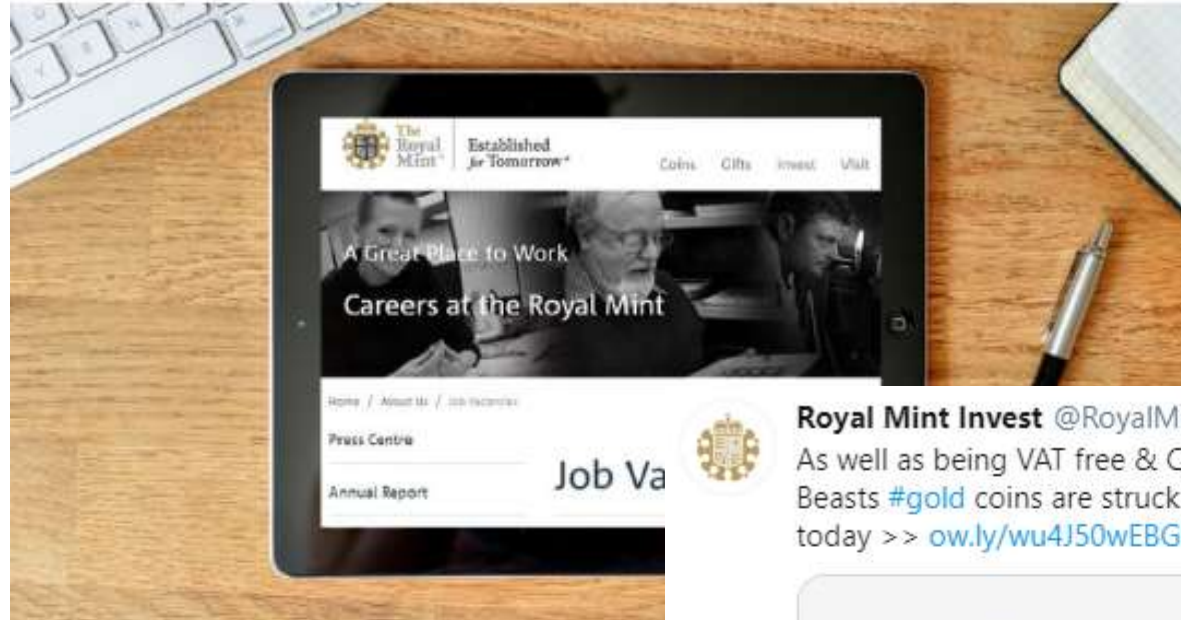 The
Royal
Mint
Established
for Tomorrow
Coins Gifts Invest Visit
A Great Place to Work
Careers at the Royal Mint
Home / About Us / Job Vacancies
Press Centre
Annual Report
Job Va
Royal Mint Invest @RoyalM
As well as being VAT free & C
Beasts #gold coins are struck
today >> ow.ly/wu4J50wEBG